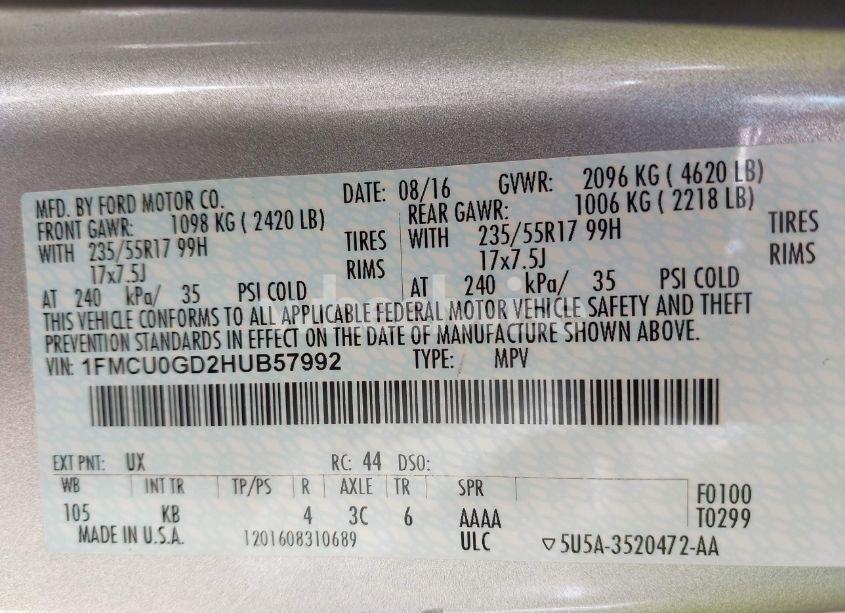 MFD. BY FORD MOTOR CO. DATE: 08/16 GVWR: 2096 KG ( 4620 LB)
FRONT GAWR: 1098 KG ( 2420 LB) REAR GAWR: 1006 KG ( 2218 LB)
WITH 235/55R17 99H TIRES WITH 235/55R17 99H TIRES
17x7.5J RIMS 17x7.5J RIMS
AT 240 kPa/ 35 PSI COLD AT 240 kPa/ 35 PSI COLD
THIS VEHICLE CONFORMS TO ALL APPLICABLE FEDERAL MOTOR VEHICLE SAFETY AND THEFT
PREVENTION STANDARDS IN EFFECT ON THE DATE OF MANUFACTURE SHOWN ABOVE.
VIN: 1FMCU0GD2HUB57992 TYPE: MPV
EXT PNT: UX RC: 44 DSO:
WB INT TR TP/PS R AXLE TR SPR F0100
105 KB 4 3C 6 AAAA T0299
MADE IN U.S.A. 1201608310689 ULC ▽5U5A-3520472-AA